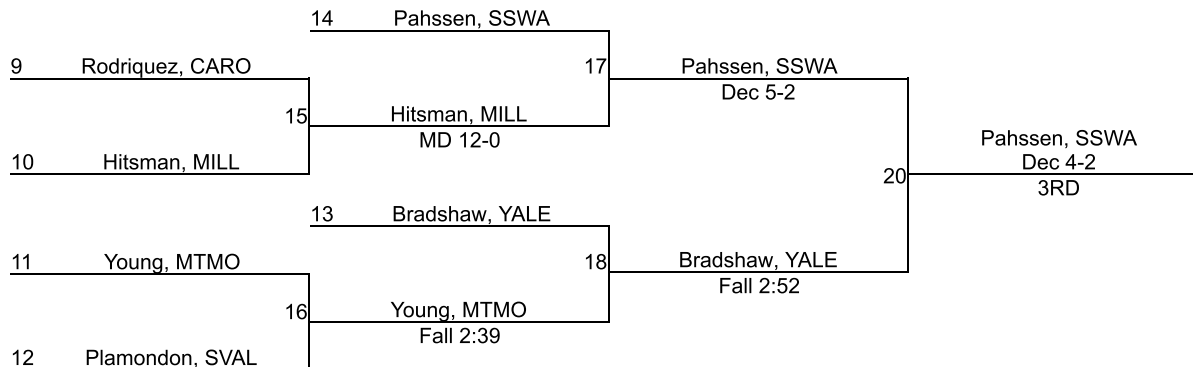 14 Pahssen, SSWA
9 Rodriquez, CARO
17 Pahssen, SSWA
Dec 5-2
15 Hitsman, MILL
MD 12-0
10 Hitsman, MILL
Pahssen, SSWA
Dec 4-2
20
3RD
13 Bradshaw, YALE
11 Young, MTMO
18 Bradshaw, YALE
Fall 2:52
16 Young, MTMO
Fall 2:39
12 Plamondon, SVAL